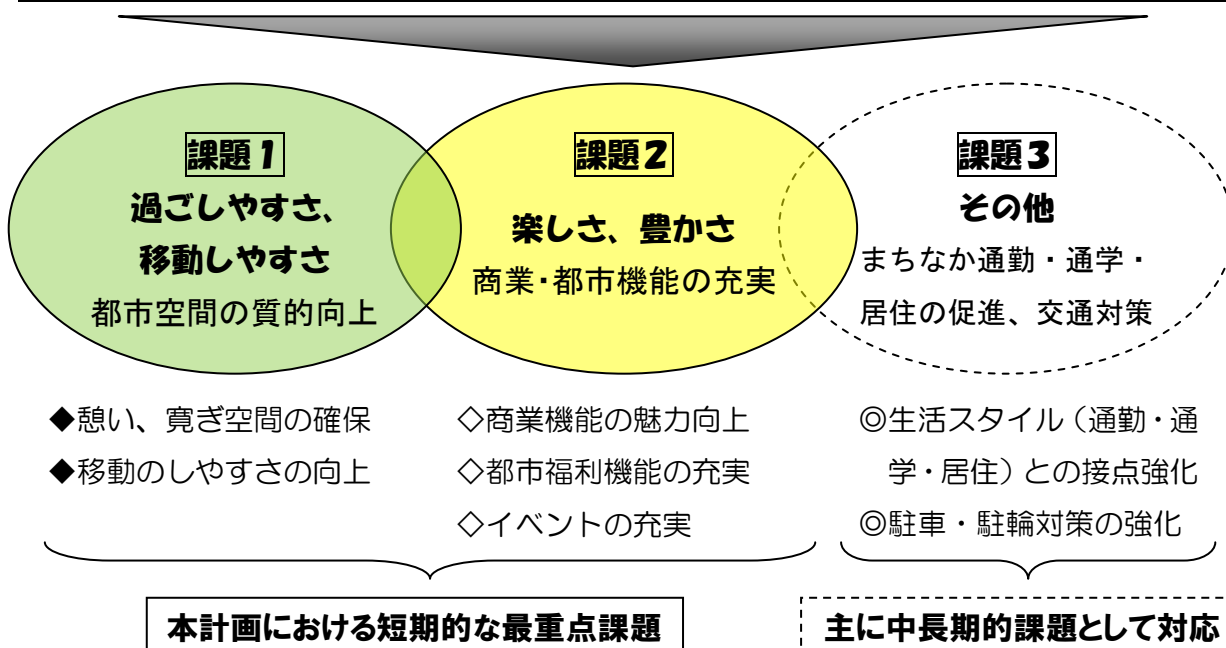 課題1
過ごしやすさ、
移動しやすさ
都市空間の質的向上
課題2
楽しさ、豊かさ
商業・都市機能の充実
課題3
その他
まちなか通勤・通学・
居住の促進、交通対策
◆憩い、寛ぎ空間の確保
◆移動のしやすさの向上
◇商業機能の魅力向上
◇都市福利機能の充実
◇イベントの充実
◎生活スタイル（通勤・通
学・居住）との接点強化
◎駐車・駐輪対策の強化
本計画における短期的な最重点課題
主に中長期的課題として対応